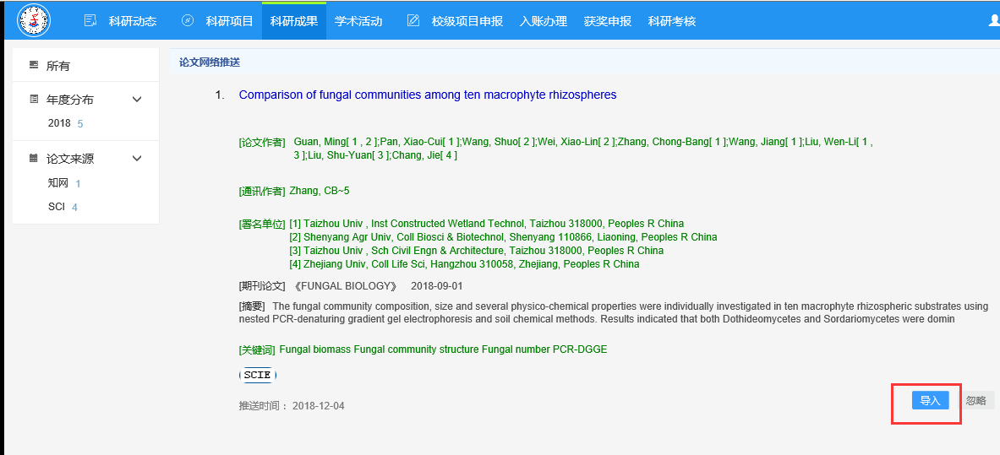 科研动态 科研项目 科研成果 学术活动 校级项目申报 入账办理 获奖申报 科研考核
所有
年度分布
2018 5
论文来源
知网 1
SCI 4
论文网络推送
1. Comparison of fungal communities among ten macrophyte rhizospheres
[论文作者] Guan, Ming[ 1 , 2 ];Pan, Xiao-Cui[ 1 ];Wang, Shuo[ 2 ];Wei, Xiao-Lin[ 2 ];Zhang, Chong-Bang[ 1 ];Wang, Jiang[ 1 ];Liu, Wen-Li[ 1 ,
3 ];Liu, Shu-Yuan[ 3 ];Chang, Jie[ 4 ]
[通讯作者] Zhang, CB~5
[署名单位] [1] Taizhou Univ , Inst Constructed Wetland Technol, Taizhou 318000, Peoples R China
[2] Shenyang Agr Univ, Coll Biosci & Biotechnol, Shenyang 110866, Liaoning, Peoples R China
[3] Taizhou Univ , Sch Civil Engn & Architecture, Taizhou 318000, Peoples R China
[4] Zhejiang Univ, Coll Life Sci, Hangzhou 310058, Zhejiang, Peoples R China
[期刊论文] 《FUNGAL BIOLOGY》 2018-09-01
[摘要] The fungal community composition, size and several physico-chemical properties were individually investigated in ten macrophyte rhizospheric substrates using
nested PCR-denaturing gradient gel electrophoresis and soil chemical methods. Results indicated that both Dothideomycetes and Sordariomycetes were domin
[关键词] Fungal biomass Fungal community structure Fungal number PCR-DGGE
SCIE
推送时间： 2018-12-04
导入 忽略